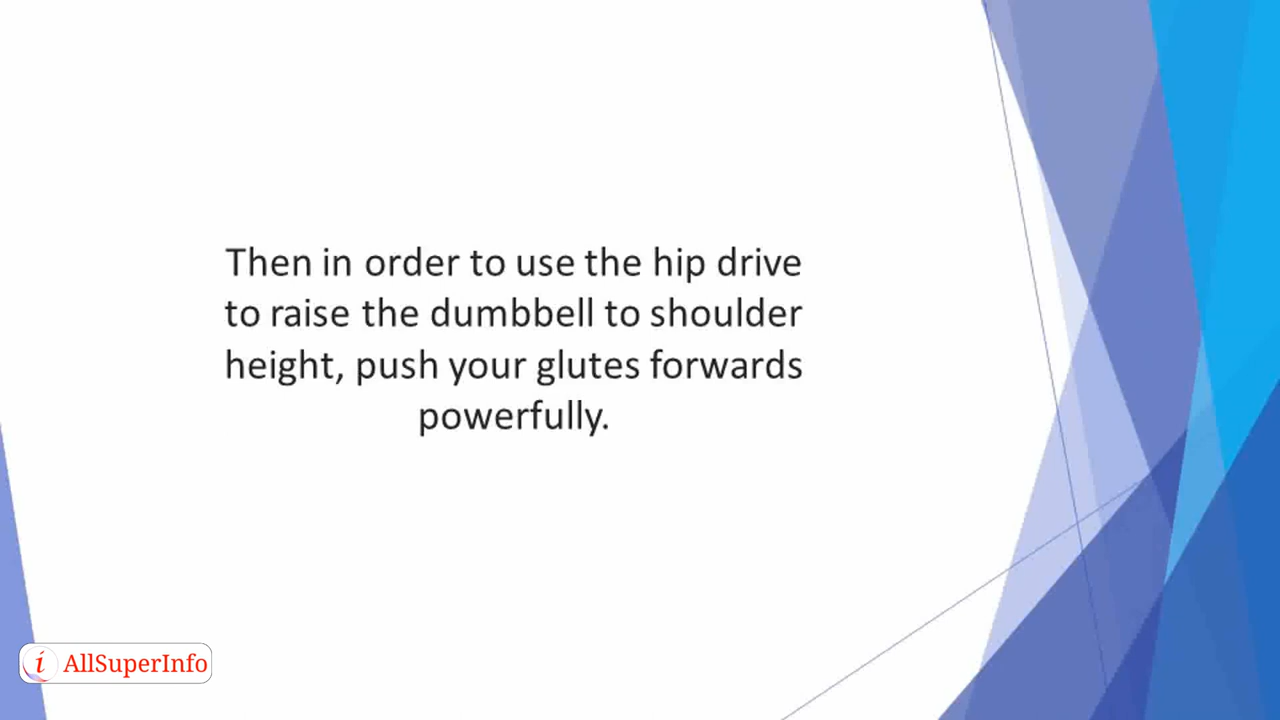 Then in order to use the hip drive
to raise the dumbbell to shoulder
height, push your glutes forwards
powerfully.
i AllSuperInfo